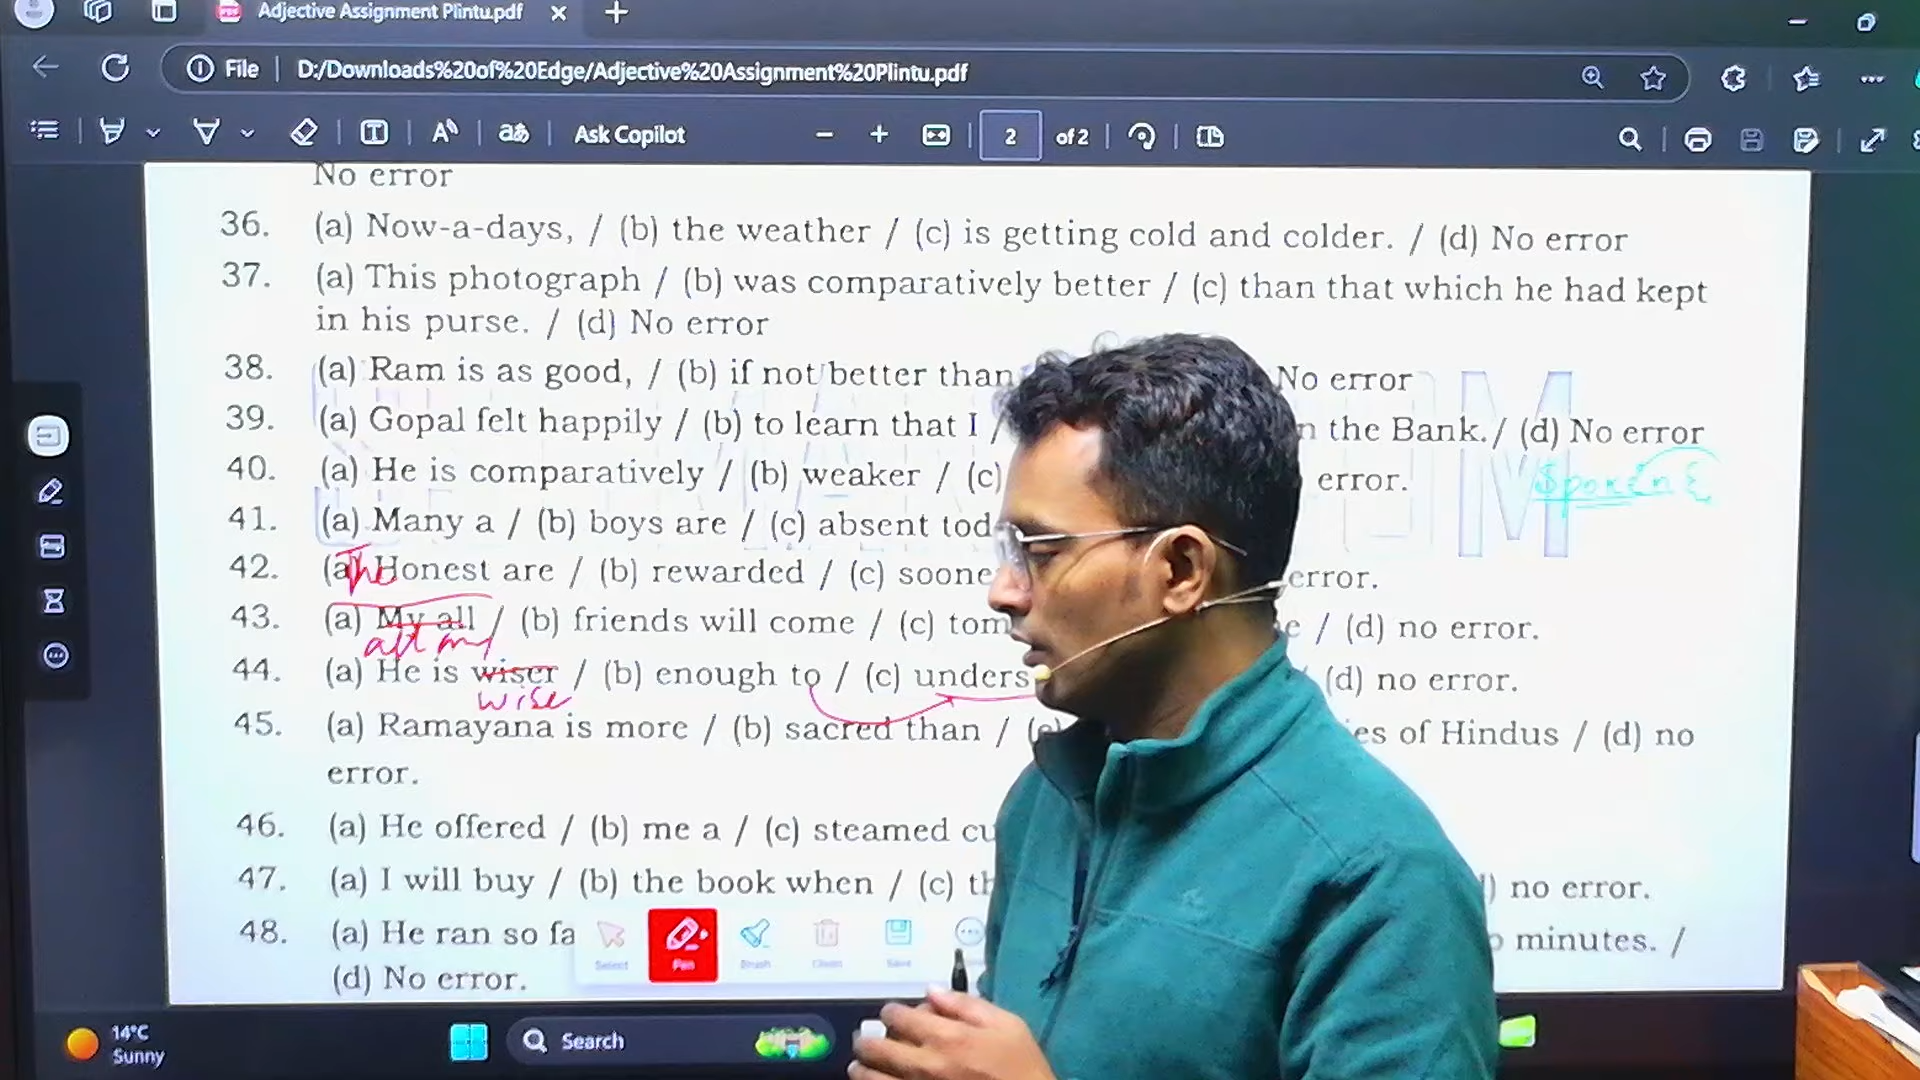 Adjective Assignment Plintu.pdf
File D:/Downloads%20of%20Edge/Adjective%20Assignment%20Plintu.pdf
Ask Copilot 2 of 2
No error
36. (a) Now-a-days, / (b) the weather / (c) is getting cold and colder. / (d) No error
37. (a) This photograph / (b) was comparatively better / (c) than that which he had kept
in his purse. / (d) No error
38. (a) Ram is as good, / (b) if not better than No error
39. (a) Gopal felt happily / (b) to learn that I / n the Bank./ (d) No error
40. (a) He is comparatively / (b) weaker / (c) error.
Spoken E
41. (a) Many a / (b) boys are / (c) absent tod
The
42. (a) Honest are / (b) rewarded / (c) soone error.
43. (a) My all / (b) friends will come / (c) tom e / (d) no error.
all my
44. (a) He is wiser / (b) enough to / (c) unders (d) no error.
wise
45. (a) Ramayana is more / (b) sacred than / (c) es of Hindus / (d) no
error.
46. (a) He offered / (b) me a / (c) steamed cu
47. (a) I will buy / (b) the book when / (c) th ) no error.
48. (a) He ran so fa minutes. /
(d) No error.
Select Pen Brush Clean Save
14°C
Sunny
Search